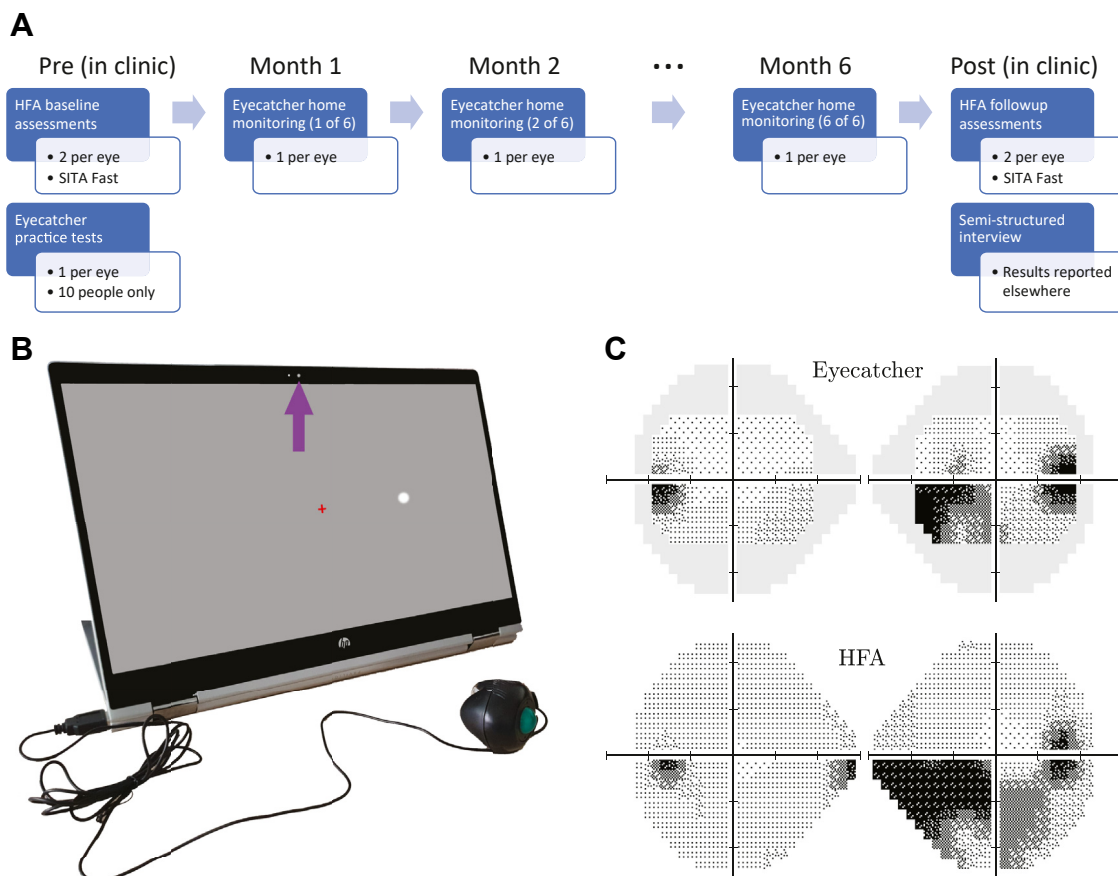 A
Pre (in clinic)
Month 1
Month 2
•••
Month 6
Post (in clinic)
HFA baseline
assessments
• 2 per eye
• SITA Fast
Eyecatcher home
monitoring (1 of 6)
• 1 per eye
Eyecatcher home
monitoring (2 of 6)
• 1 per eye
Eyecatcher home
monitoring (6 of 6)
• 1 per eye
HFA followup
assessments
• 2 per eye
• SITA Fast
Eyecatcher
practice tests
• 1 per eye
• 10 people only
Semi-structured
interview
• Results reported
elsewhere
B
hp
C
Eyecatcher
HFA